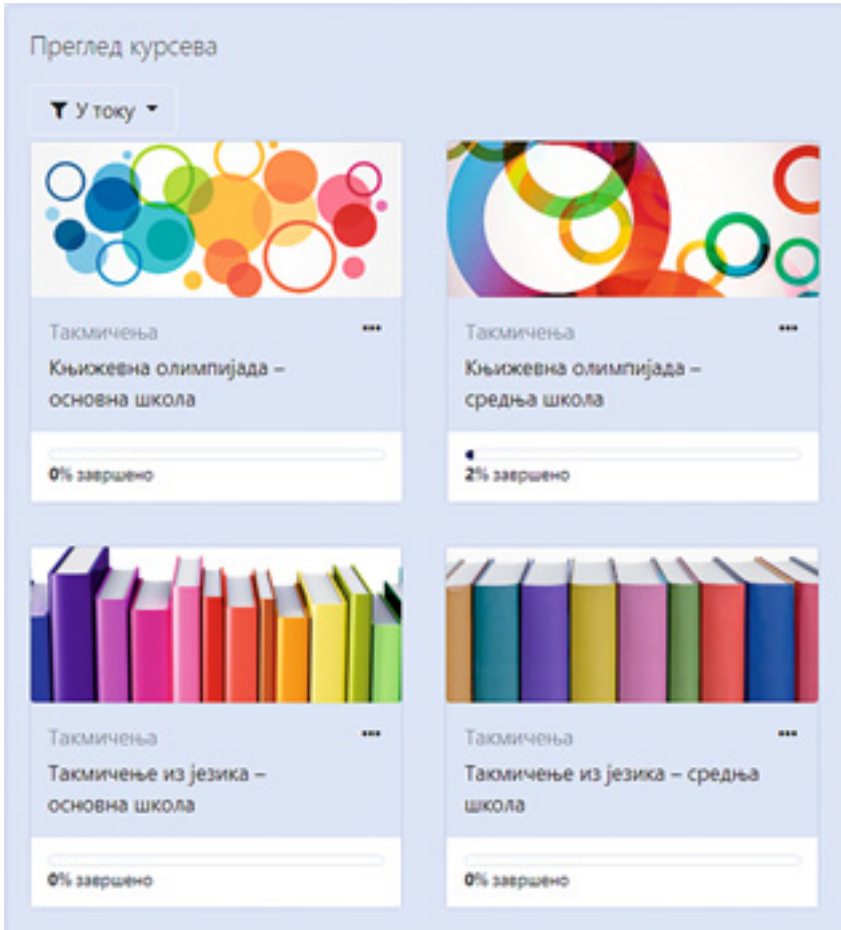 Преглед курсева
У току
Такмичења
Књижевна олимпијада –
основна школа
0% завршено
Такмичења
Књижевна олимпијада –
средња школа
2% завршено
Такмичења
Такмичење из језика –
основна школа
0% завршено
Такмичења
Такмичење из језика – средња
школа
0% завршено